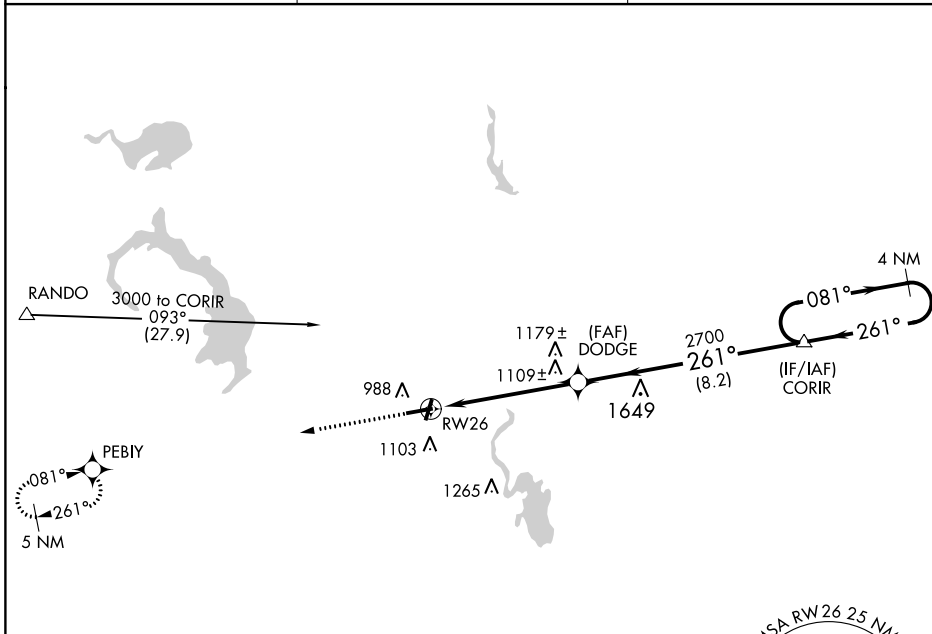 4 NM
081°
261°
RANDO
3000 to CORIR
093°
(27.9)
1179±
(FAF)
DODGE
2700
261°
(8.2)
(IF/IAF)
CORIR
1109±
988
1649
RW26
1103
PEBIY
081°
261°
5 NM
1265
MSA RW26 25 NM